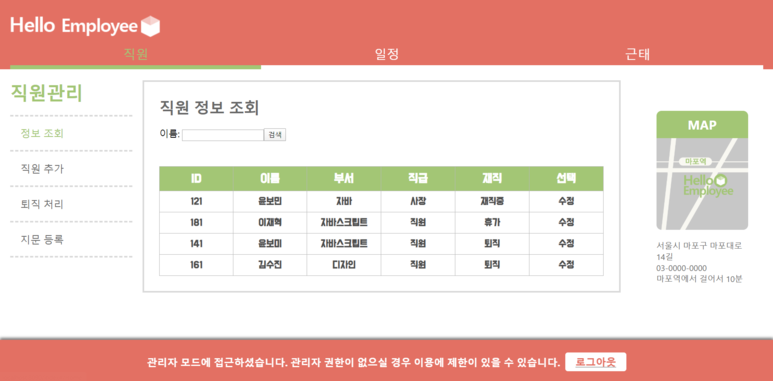 Hello Employee
직원 일정 근태
직원관리
정보 조회
직원 추가
퇴직 처리
지문 등록
직원 정보 조회
이름: 검색
ID 이름 부서 직급 재직 선택
121 윤보민 자바 사장 재직중 수정
181 이재혁 자바스크립트 직원 휴가 수정
141 윤보미 자바스크립트 직원 퇴직 수정
161 김수진 디자인 직원 퇴직 수정
MAP
마포역
Hello
Employee
서울시 마포구 마포대로
14길
03-0000-0000
마포역에서 걸어서 10분
관리자 모드에 접근하셨습니다. 관리자 권한이 없으실 경우 이용에 제한이 있을 수 있습니다. 로그아웃